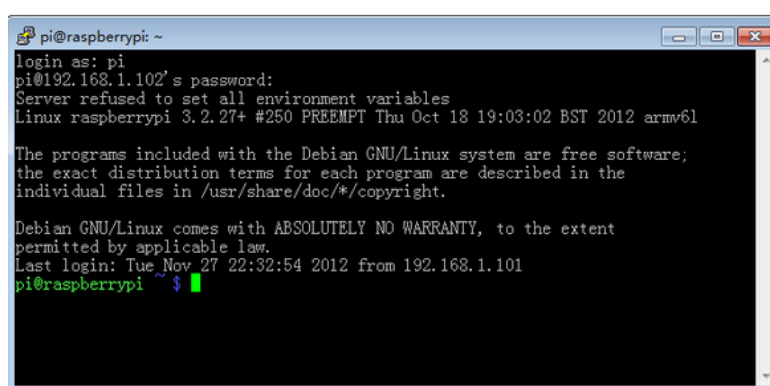 pi@raspberrypi: ~
login as: pi
pi@192.168.1.102's password:
Server refused to set all environment variables
Linux raspberrypi 3.2.27+ #250 PREEMPT Thu Oct 18 19:03:02 BST 2012 armv6l
The programs included with the Debian GNU/Linux system are free software;
the exact distribution terms for each program are described in the
individual files in /usr/share/doc/*/copyright.
Debian GNU/Linux comes with ABSOLUTELY NO WARRANTY, to the extent
permitted by applicable law.
Last login: Tue Nov 27 22:32:54 2012 from 192.168.1.101
pi@raspberrypi ~ $